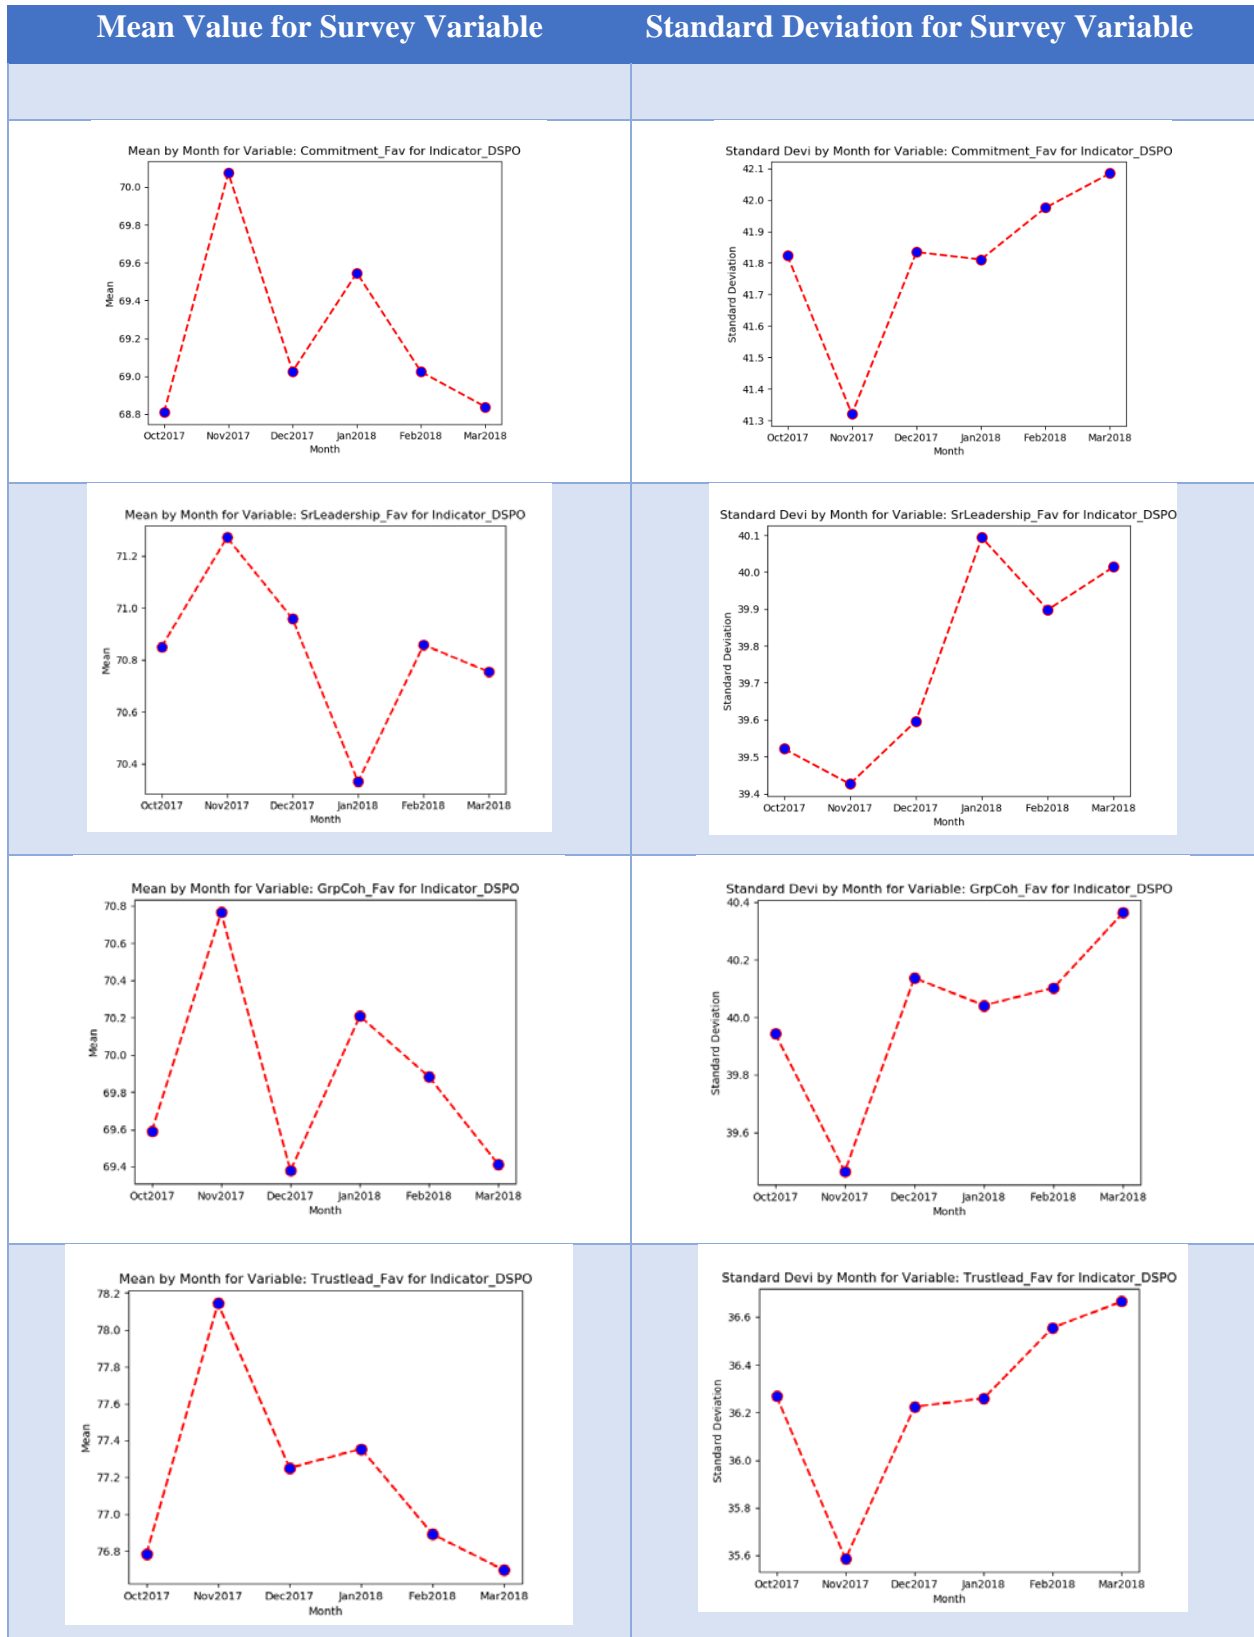 Mean Value for Survey Variable
Standard Deviation for Survey Variable
Mean by Month for Variable: Commitment_Fav for Indicator_DSPO
70.0
69.8
69.6
69.4
69.2
69.0
68.8
Mean
Oct2017 Nov2017 Dec2017 Jan2018 Feb2018 Mar2018
Month
Standard Devi by Month for Variable: Commitment_Fav for Indicator_DSPO
42.1
42.0
41.9
41.8
41.7
41.6
41.5
41.4
41.3
Standard Deviation
Oct2017 Nov2017 Dec2017 Jan2018 Feb2018 Mar2018
Month
Mean by Month for Variable: SrLeadership_Fav for Indicator_DSPO
71.2
71.0
70.8
70.6
70.4
Mean
Oct2017 Nov2017 Dec2017 Jan2018 Feb2018 Mar2018
Month
Standard Devi by Month for Variable: SrLeadership_Fav for Indicator_DSPO
40.1
40.0
39.9
39.8
39.7
39.6
39.5
39.4
Standard Deviation
Oct2017 Nov2017 Dec2017 Jan2018 Feb2018 Mar2018
Month
Mean by Month for Variable: GrpCoh_Fav for Indicator_DSPO
70.8
70.6
70.4
70.2
70.0
69.8
69.6
69.4
Mean
Oct2017 Nov2017 Dec2017 Jan2018 Feb2018 Mar2018
Month
Standard Devi by Month for Variable: GrpCoh_Fav for Indicator_DSPO
40.4
40.2
40.0
39.8
39.6
Standard Deviation
Oct2017 Nov2017 Dec2017 Jan2018 Feb2018 Mar2018
Month
Mean by Month for Variable: Trustlead_Fav for Indicator_DSPO
78.2
78.0
77.8
77.6
77.4
77.2
77.0
76.8
Mean
Oct2017 Nov2017 Dec2017 Jan2018 Feb2018 Mar2018
Month
Standard Devi by Month for Variable: Trustlead_Fav for Indicator_DSPO
36.6
36.4
36.2
36.0
35.8
35.6
Standard Deviation
Oct2017 Nov2017 Dec2017 Jan2018 Feb2018 Mar2018
Month